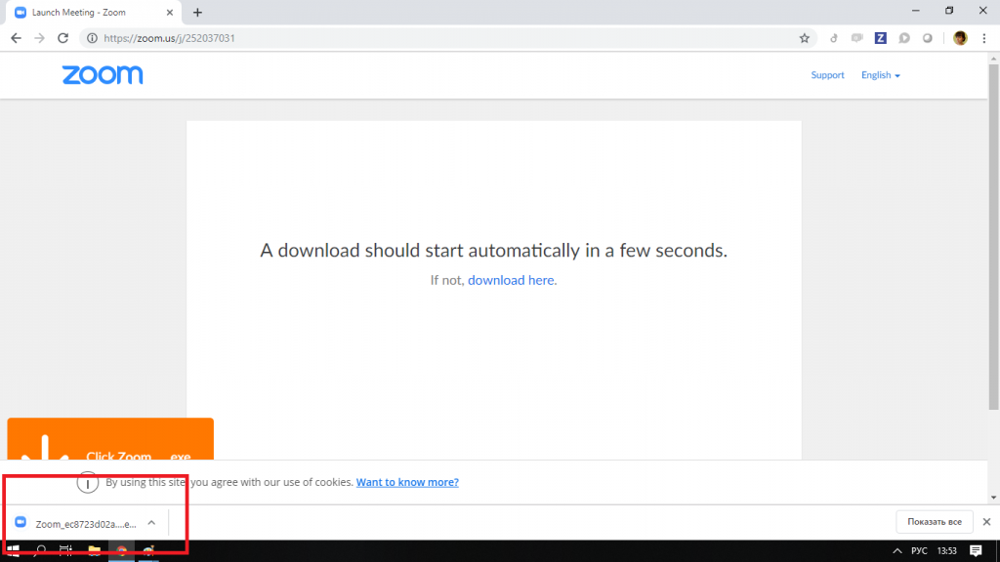 Launch Meeting - Zoom
https://zoom.us/j/252037031
Z
zoom
Support
English
A download should start automatically in a few seconds.
If not, download here.
Click Zoom_....exe
By using this site, you agree with our use of cookies. Want to know more?
Zoom_ec8723d02a....e...
Показать все
РУС
13:53